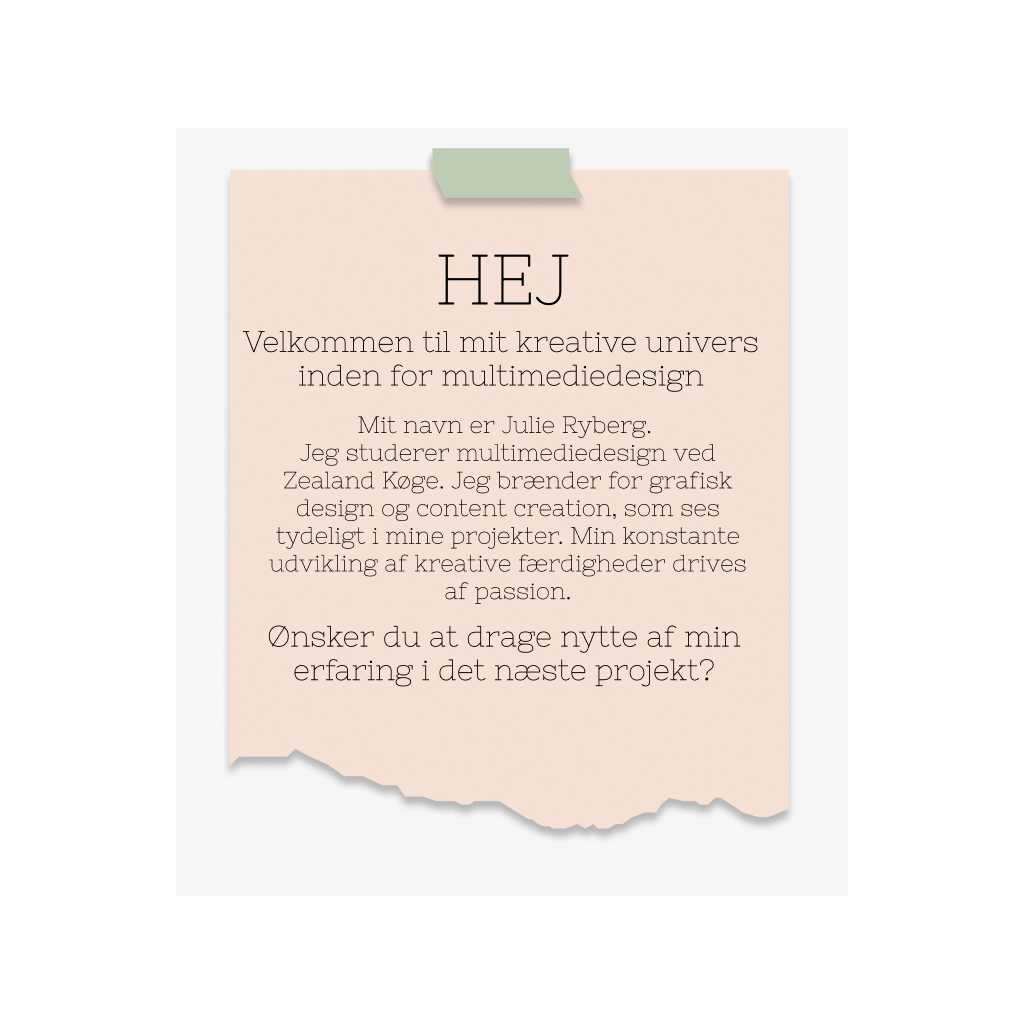 HEJ
Velkommen til mit kreative univers
inden for multimediedesign
Mit navn er Julie Ryberg.
Jeg studerer multimediedesign ved
Zealand Køge. Jeg brænder for grafisk
design og content creation, som ses
tydeligt i mine projekter. Min konstante
udvikling af kreative færdigheder drives
af passion.
Ønsker du at drage nytte af min
erfaring i det næste projekt?